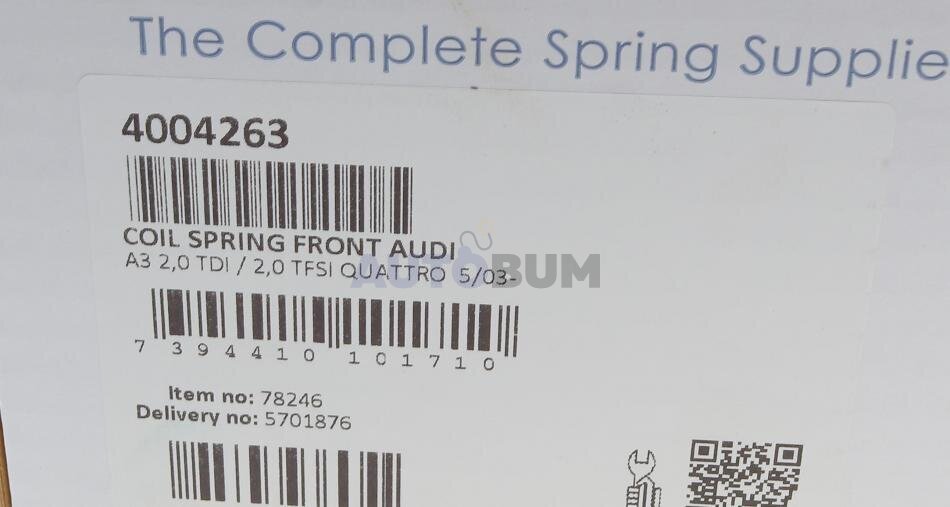 The Complete Spring Supplie
4004263
COIL SPRING FRONT AUDI
A3 2,0 TDI / 2,0 TFSI QUATTRO 5/03-
AUTOBUM
7 394410 101710
Item no: 78246
Delivery no: 5701876